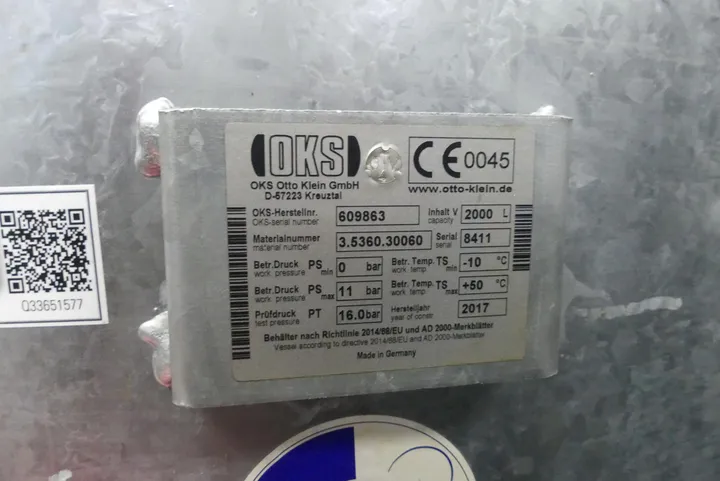 OKS
CE 0045
OKS Otto Klein GmbH
D-57223 Kreuztal
www.otto-klein.de
OKS-Herstellnr. 609863 Inhalt V 2000 L
OKS-serial number capacity
Materialnummer 3.5360.30060 Serial 8411
material number serial
Betr.Druck PS min 0 bar Betr. Temp. TS min -10 °C
work. pressure work. temp.
Betr.Druck PS max 11 bar Betr. Temp. TS max +50 °C
work. pressure work. temp.
Prüfdruck PT 16.0 bar Herstelljahr 2017
test pressure year of constr.
Behälter nach Richtlinie 2014/68/EU und AD 2000-Merkblätter
Vessel according to directive 2014/68/EU and AD 2000-Merkblätter
Made in Germany
Q33651577